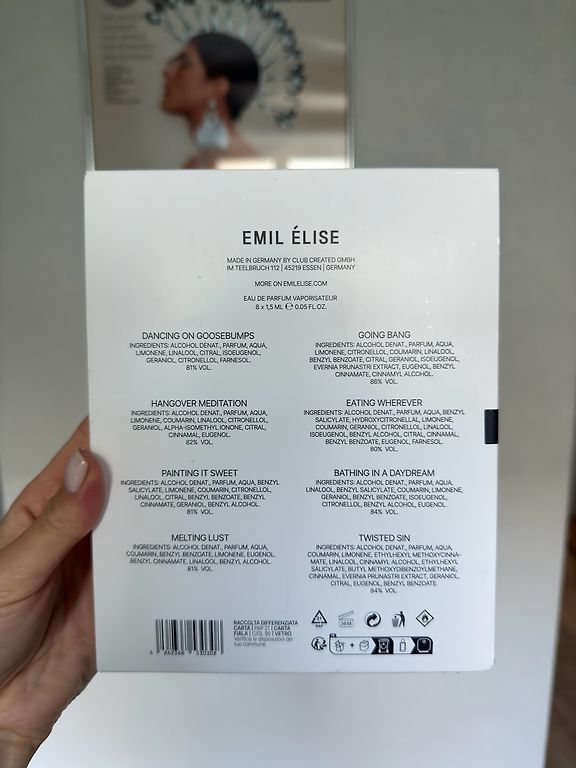 EMIL ÉLISE
MADE IN GERMANY BY CLUB CREATED GMBH
IM TEELBRUCH 112 | 45219 ESSEN | GERMANY
MORE ON EMILELISE.COM
EAU DE PARFUM VAPORISATEUR
8 x 1,5 ML ℮ 0.05 FL.OZ.
DANCING ON GOOSEBUMPS
INGREDIENTS: ALCOHOL DENAT., PARFUM, AQUA,
LIMONENE, LINALOOL, CITRAL, ISOEUGENOL,
GERANIOL, CITRONELLOL, FARNESOL.
81% VOL.
GOING BANG
INGREDIENTS: ALCOHOL DENAT., PARFUM, AQUA,
LIMONENE, CITRONELLOL, COUMARIN, LINALOOL,
BENZYL BENZOATE, CITRAL, GERANIOL, ISOEUGENOL,
EVERNIA PRUNASTRI EXTRACT, EUGENOL, BENZYL
CINNAMATE, CINNAMYL ALCOHOL.
86% VOL.
HANGOVER MEDITATION
INGREDIENTS: ALCOHOL DENAT., PARFUM, AQUA,
LIMONENE, COUMARIN, LINALOOL, CITRONELLOL,
GERANIOL, ALPHA-ISOMETHYL IONONE, CITRAL,
CINNAMAL, EUGENOL.
82% VOL.
EATING WHEREVER
INGREDIENTS: ALCOHOL DENAT., PARFUM, AQUA, BENZYL
SALICYLATE, HYDROXYCITRONELLAL, LIMONENE,
COUMARIN, GERANIOL, CITRONELLOL, LINALOOL,
ISOEUGENOL, BENZYL ALCOHOL, CITRAL, CINNAMAL,
BENZYL BENZOATE, EUGENOL, FARNESOL.
80% VOL.
PAINTING IT SWEET
INGREDIENTS: ALCOHOL DENAT., PARFUM, AQUA, BENZYL
SALICYLATE, LIMONENE, COUMARIN, CITRONELLOL,
LINALOOL, CITRAL, BENZYL BENZOATE, BENZYL
CINNAMATE, GERANIOL, BENZYL ALCOHOL.
81% VOL.
BATHING IN A DAYDREAM
INGREDIENTS: ALCOHOL DENAT., PARFUM, AQUA,
LINALOOL, BENZYL SALICYLATE, COUMARIN, LIMONENE,
GERANIOL, BENZYL BENZOATE, ISOEUGENOL,
CITRONELLOL, BENZYL ALCOHOL, EUGENOL.
84% VOL.
MELTING LUST
INGREDIENTS: ALCOHOL DENAT., PARFUM, AQUA,
COUMARIN, BENZYL BENZOATE, LIMONENE, EUGENOL,
BENZYL CINNAMATE, LINALOOL, BENZYL ALCOHOL.
81% VOL.
TWISTED SIN
INGREDIENTS: ALCOHOL DENAT., PARFUM, AQUA,
COUMARIN, LIMONENE, ETHYLHEXYL METHOXYCINNA-
MATE, LINALOOL, CINNAMYL ALCOHOL, ETHYLHEXYL
SALICYLATE, BUTYL METHOXYDIBENZOYLMETHANE,
CINNAMAL, EVERNIA PRUNASTRI EXTRACT, GERANIOL,
CITRAL, EUGENOL, BENZYL BENZOATE.
84% VOL.
4 262368 530308
RACCOLTA DIFFERENZIATA
CARTA | PAP 21 | CARTA
FIALA | C/GL 95 | VETRO
Verifica le disposizioni del
tuo comune
21
PAP
36M